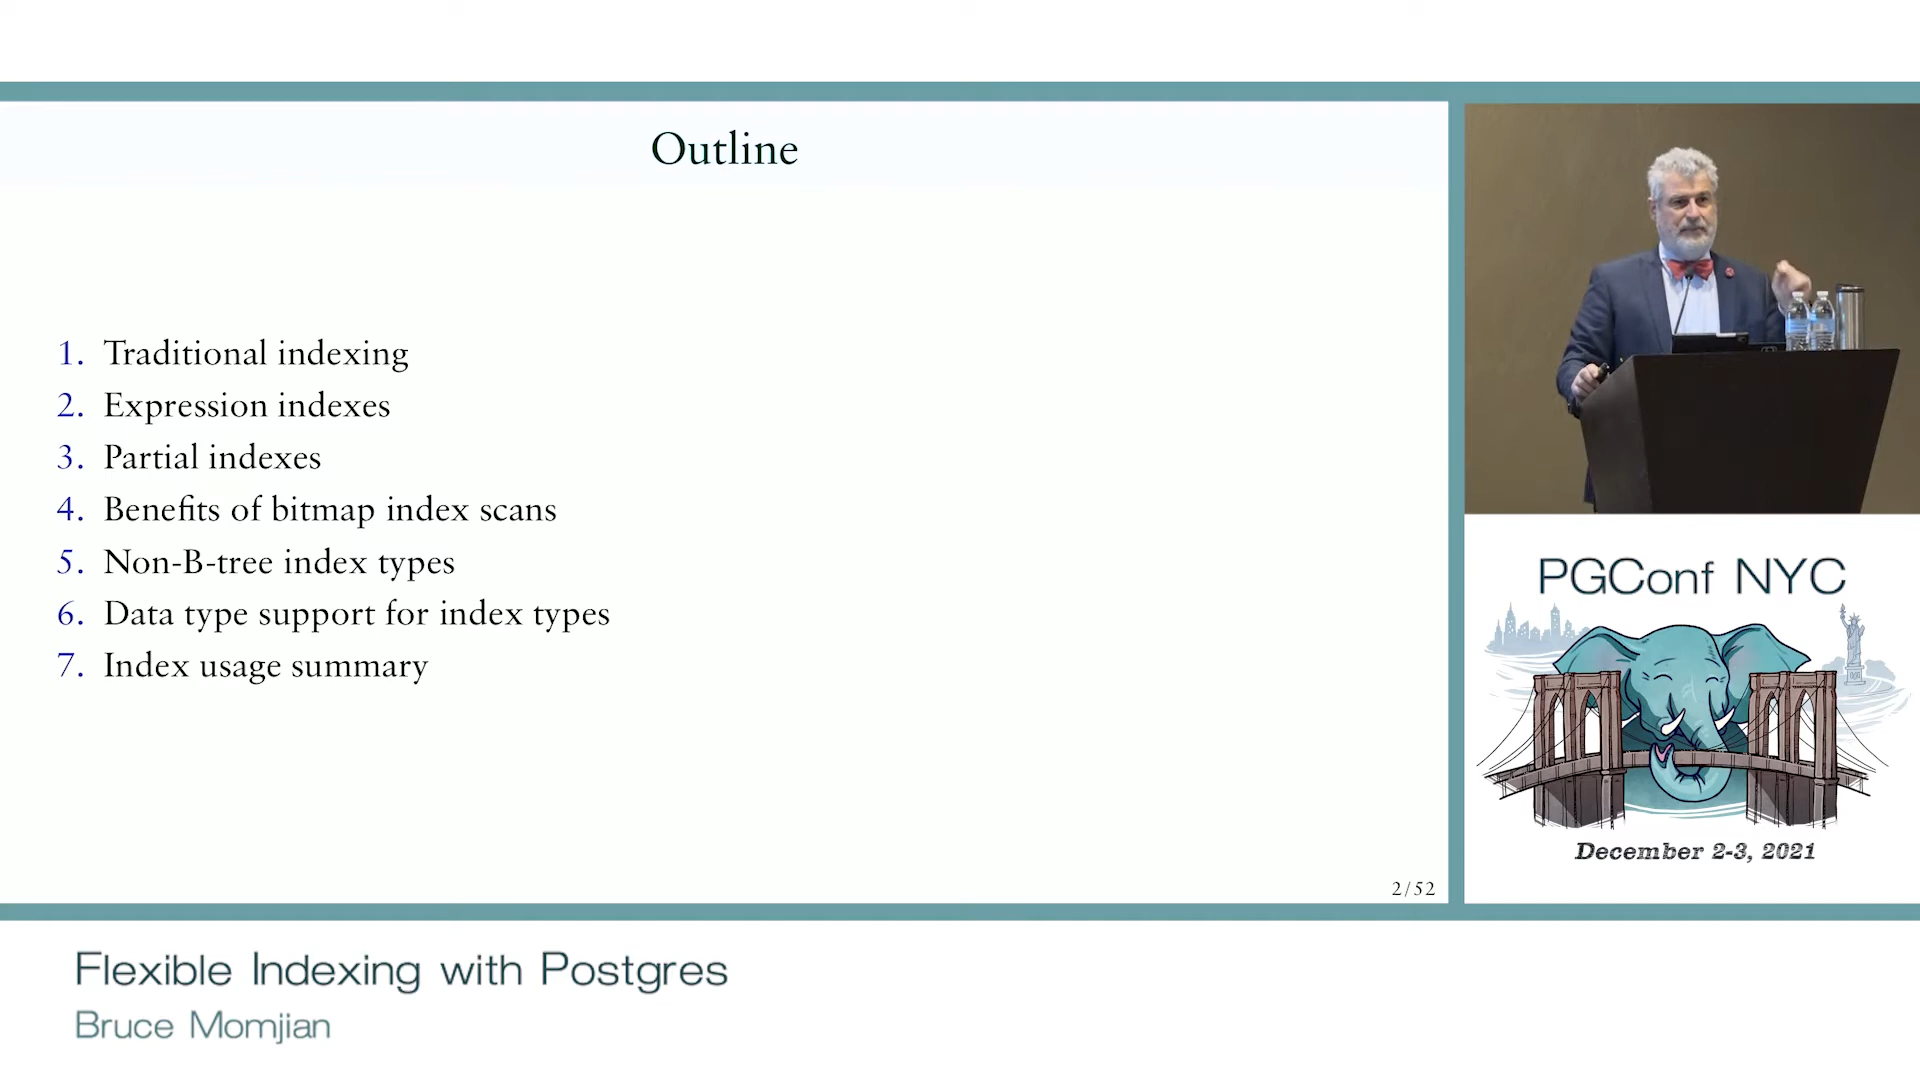 Outline
1. Traditional indexing
2. Expression indexes
3. Partial indexes
4. Benefits of bitmap index scans
5. Non-B-tree index types
6. Data type support for index types
7. Index usage summary
2/52
PGConf NYC
December 2-3, 2021
Flexible Indexing with Postgres
Bruce Momjian